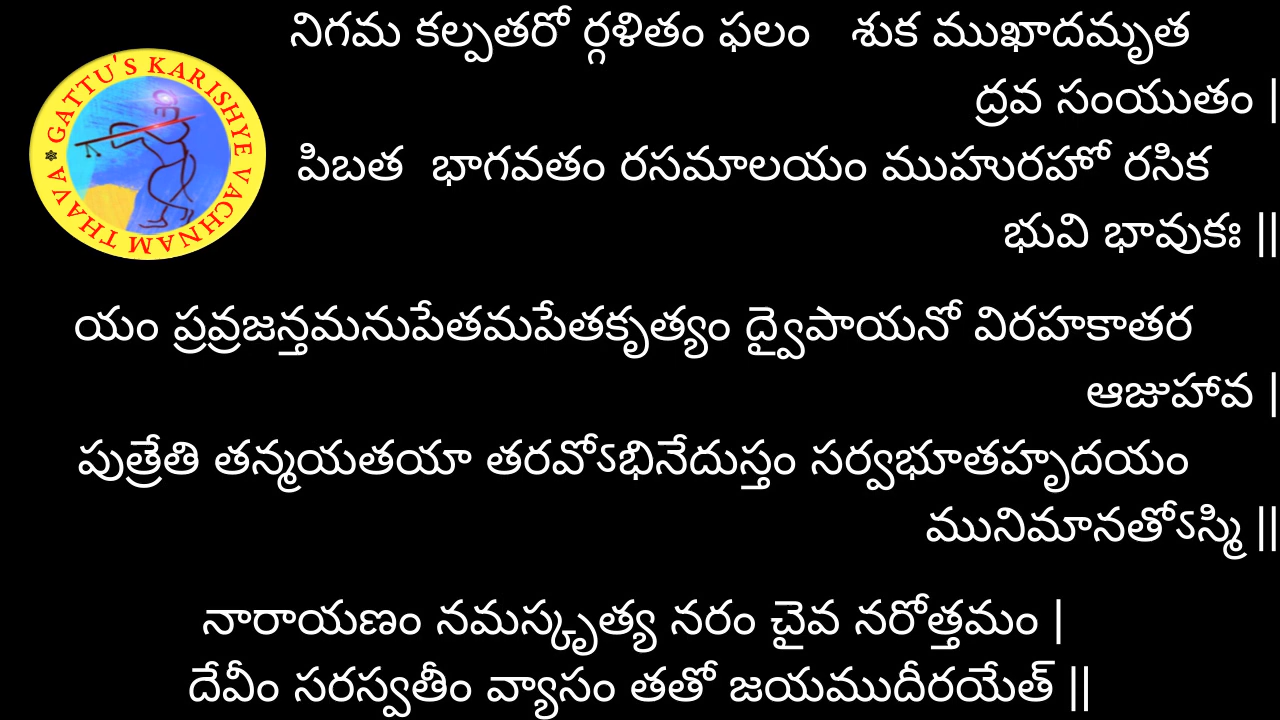 నిగమ కల్పతరో ర్గళితం ఫలం శుక ముఖాదమృత
ద్రవ సంయుతం |
GATTU'S KARISHYE VACHNAM THAVA
పిబత భాగవతం రసమాలయం ముహురహో రసిక
భువి భావుకః ||
యం ప్రవ్రజన్తమనుపేతమపేతకృత్యం ద్వైపాయనో విరహకాతర
ఆజుహావ |
పుత్రేతి తన్మయతయా తరవోఽభినేదుస్తం సర్వభూతహృదయం
మునిమానతోఽస్మి ||
నారాయణం నమస్కృత్య నరం చైవ నరోత్తమం |
దేవీం సరస్వతీం వ్యాసం తతో జయముదీరయేత్ ||